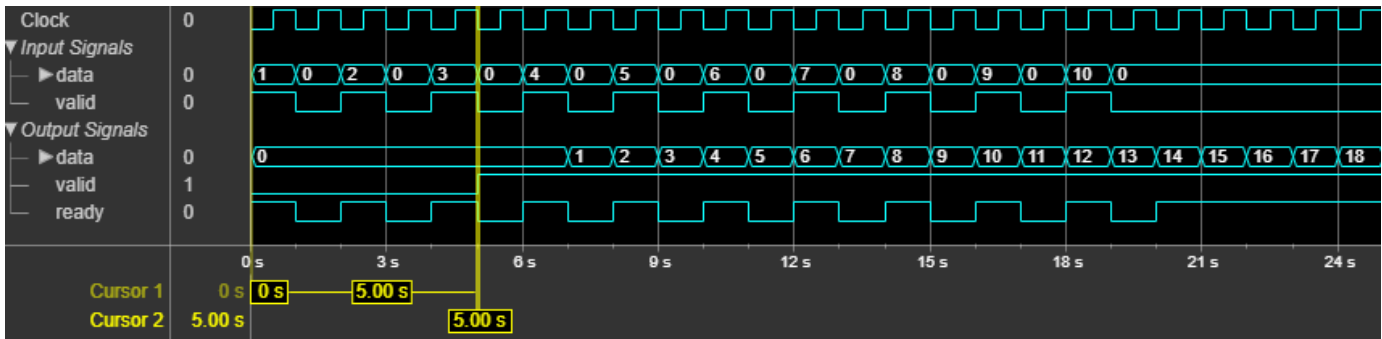 Clock 0
Input Signals
data 0 1 0 2 0 3 0 4 0 5 0 6 0 7 0 8 0 9 0 10 0
valid 0
Output Signals
data 0 0 1 2 3 4 5 6 7 8 9 10 11 12 13 14 15 16 17 18
valid 1
ready 0
0 s 3 s 6 s 9 s 12 s 15 s 18 s 21 s 24 s
Cursor 1 0 s 0 s 5.00 s
Cursor 2 5.00 s 5.00 s